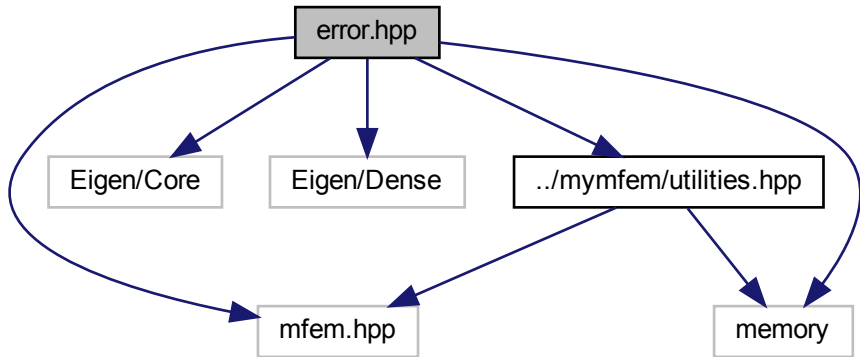 error.hpp
Eigen/Core
Eigen/Dense
../mymfem/utilities.hpp
mfem.hpp
memory